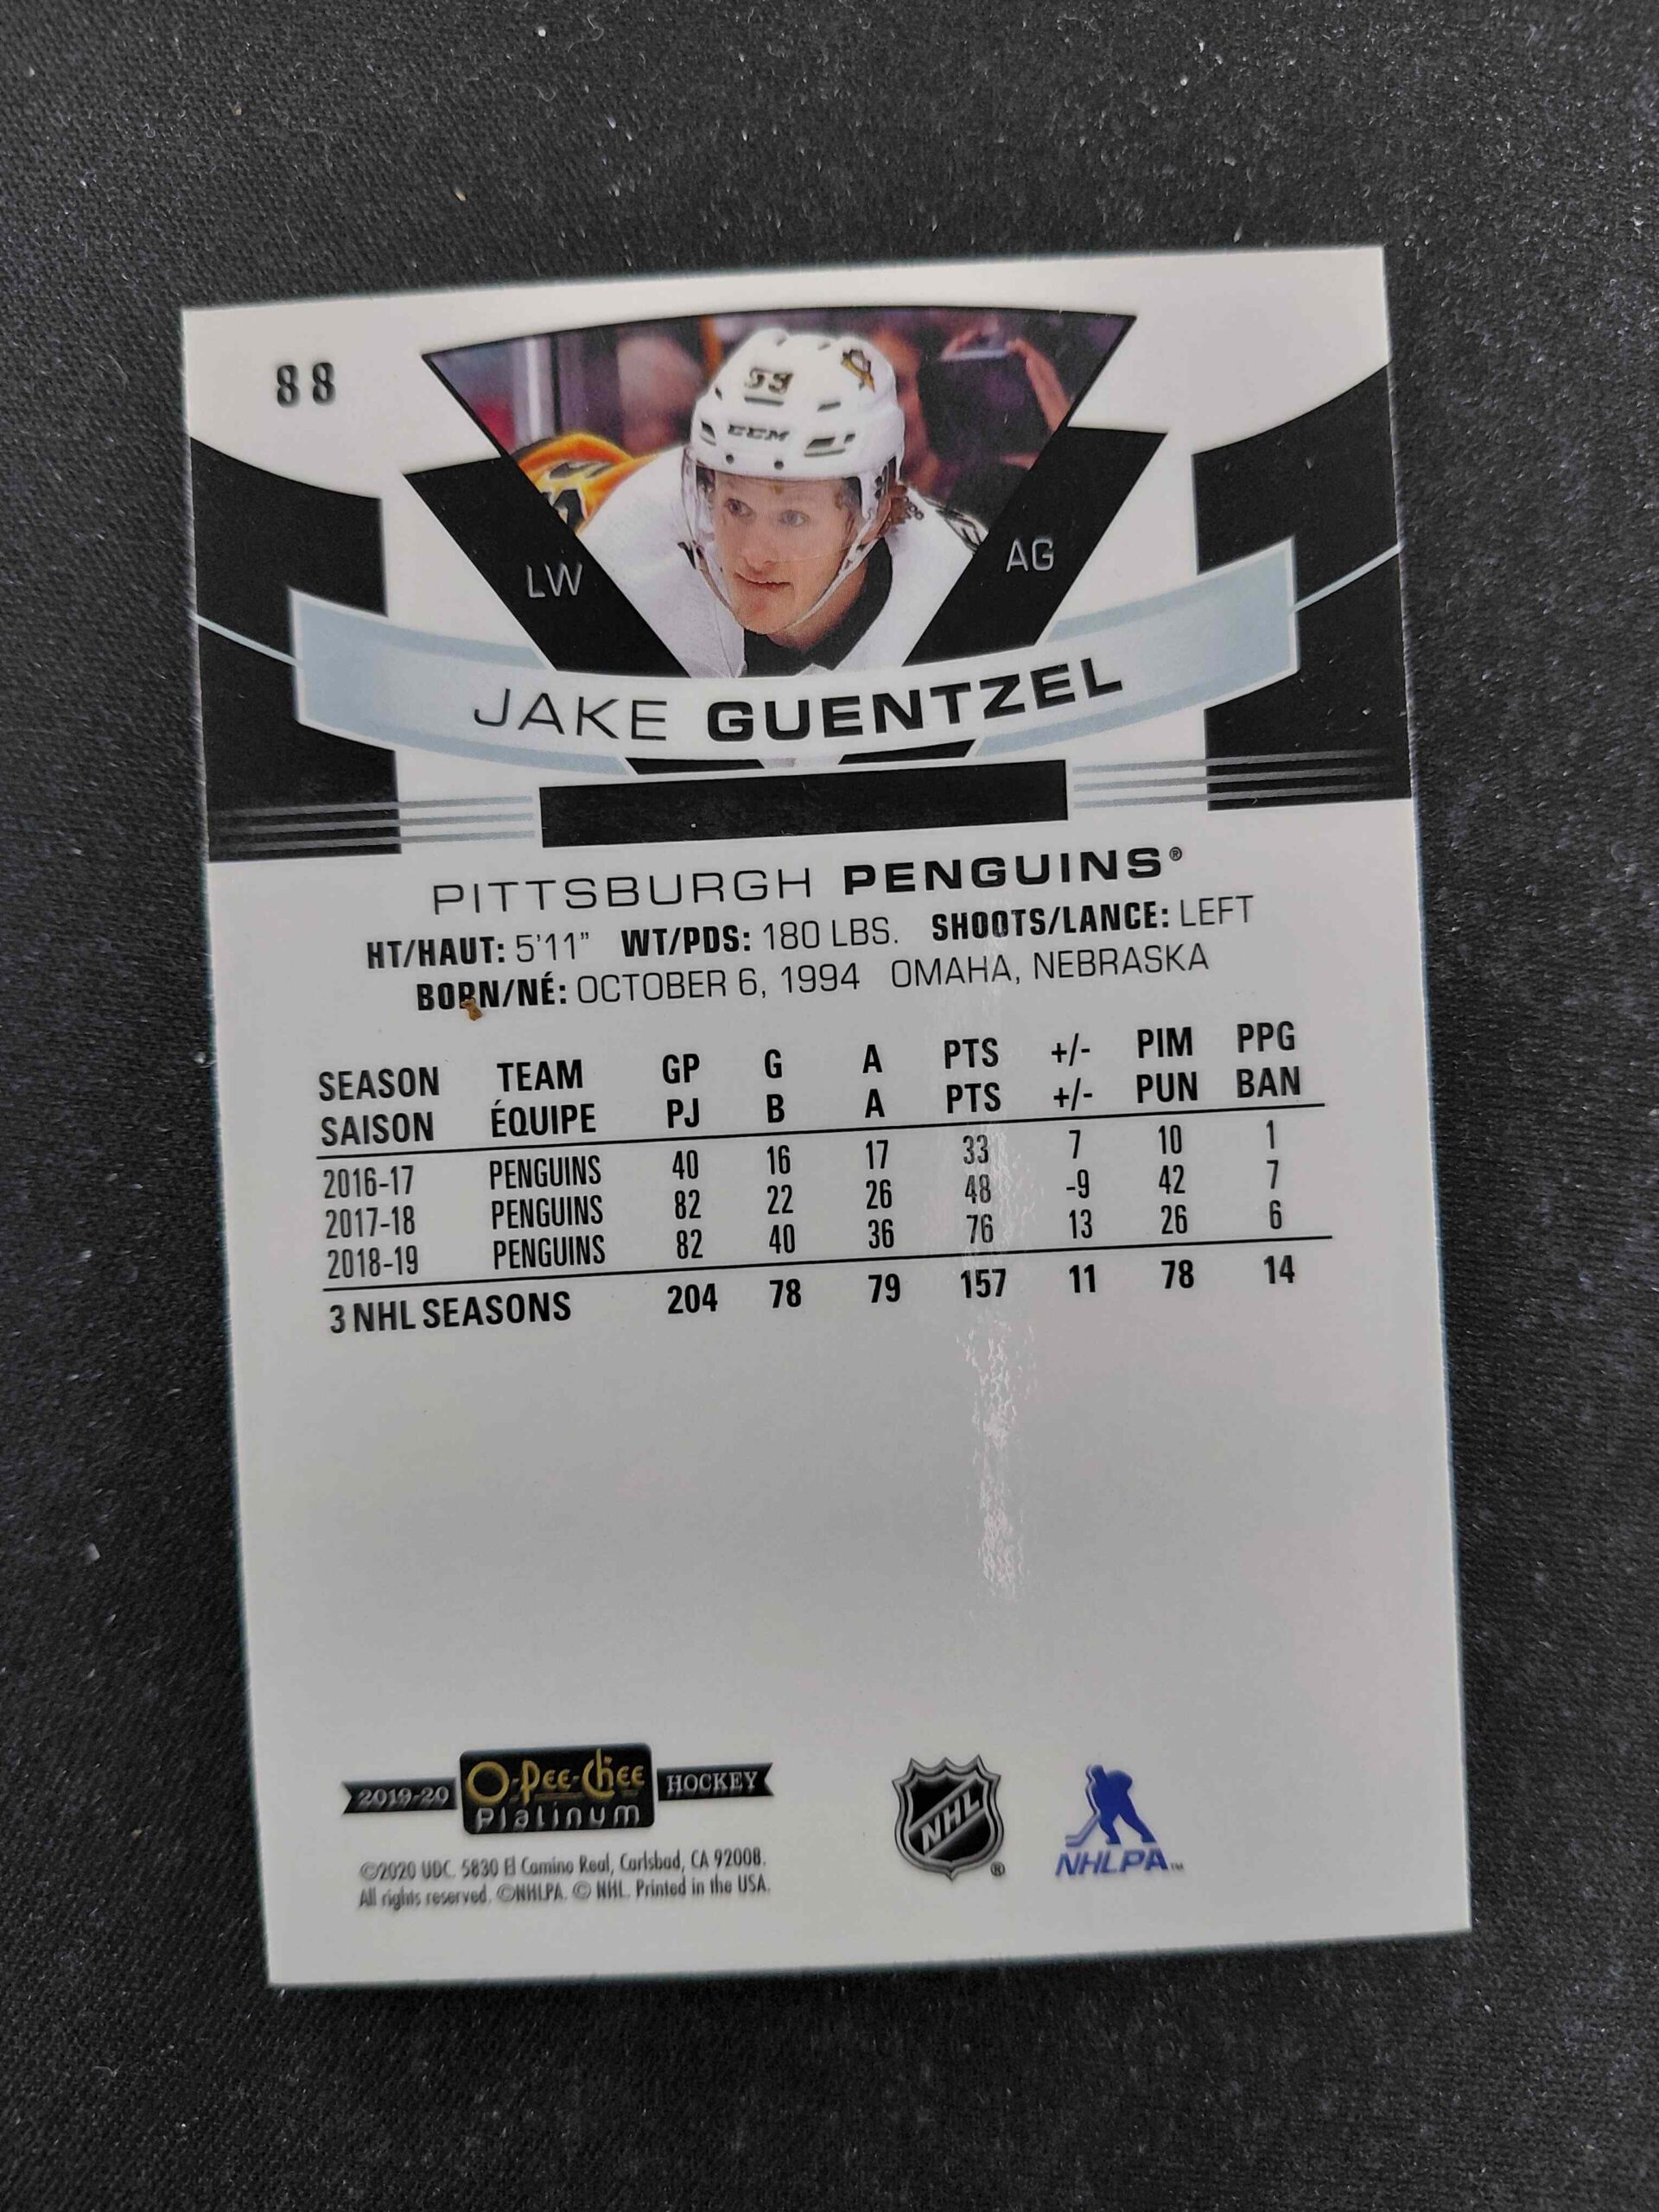 88
59
CCM
LW
AG
JAKE GUENTZEL
PITTSBURGH PENGUINS®
HT/HAUT: 5'11" WT/PDS: 180 LBS. SHOOTS/LANCE: LEFT
BORN/NÉ: OCTOBER 6, 1994 OMAHA, NEBRASKA
SEASON TEAM GP G A PTS +/- PIM PPG
SAISON ÉQUIPE PJ B A PTS +/- PUN BAN
2016-17 PENGUINS 40 16 17 33 7 10 1
2017-18 PENGUINS 82 22 26 48 -9 42 7
2018-19 PENGUINS 82 40 36 76 13 26 6
3 NHL SEASONS 204 78 79 157 11 78 14
2019-20 O-Pee-Chee HOCKEY
Platinum
NHL ®
NHLPA™
©2020 UDC. 5830 El Camino Real, Carlsbad, CA 92008.
All rights reserved. ©NHLPA. © NHL. Printed in the USA.